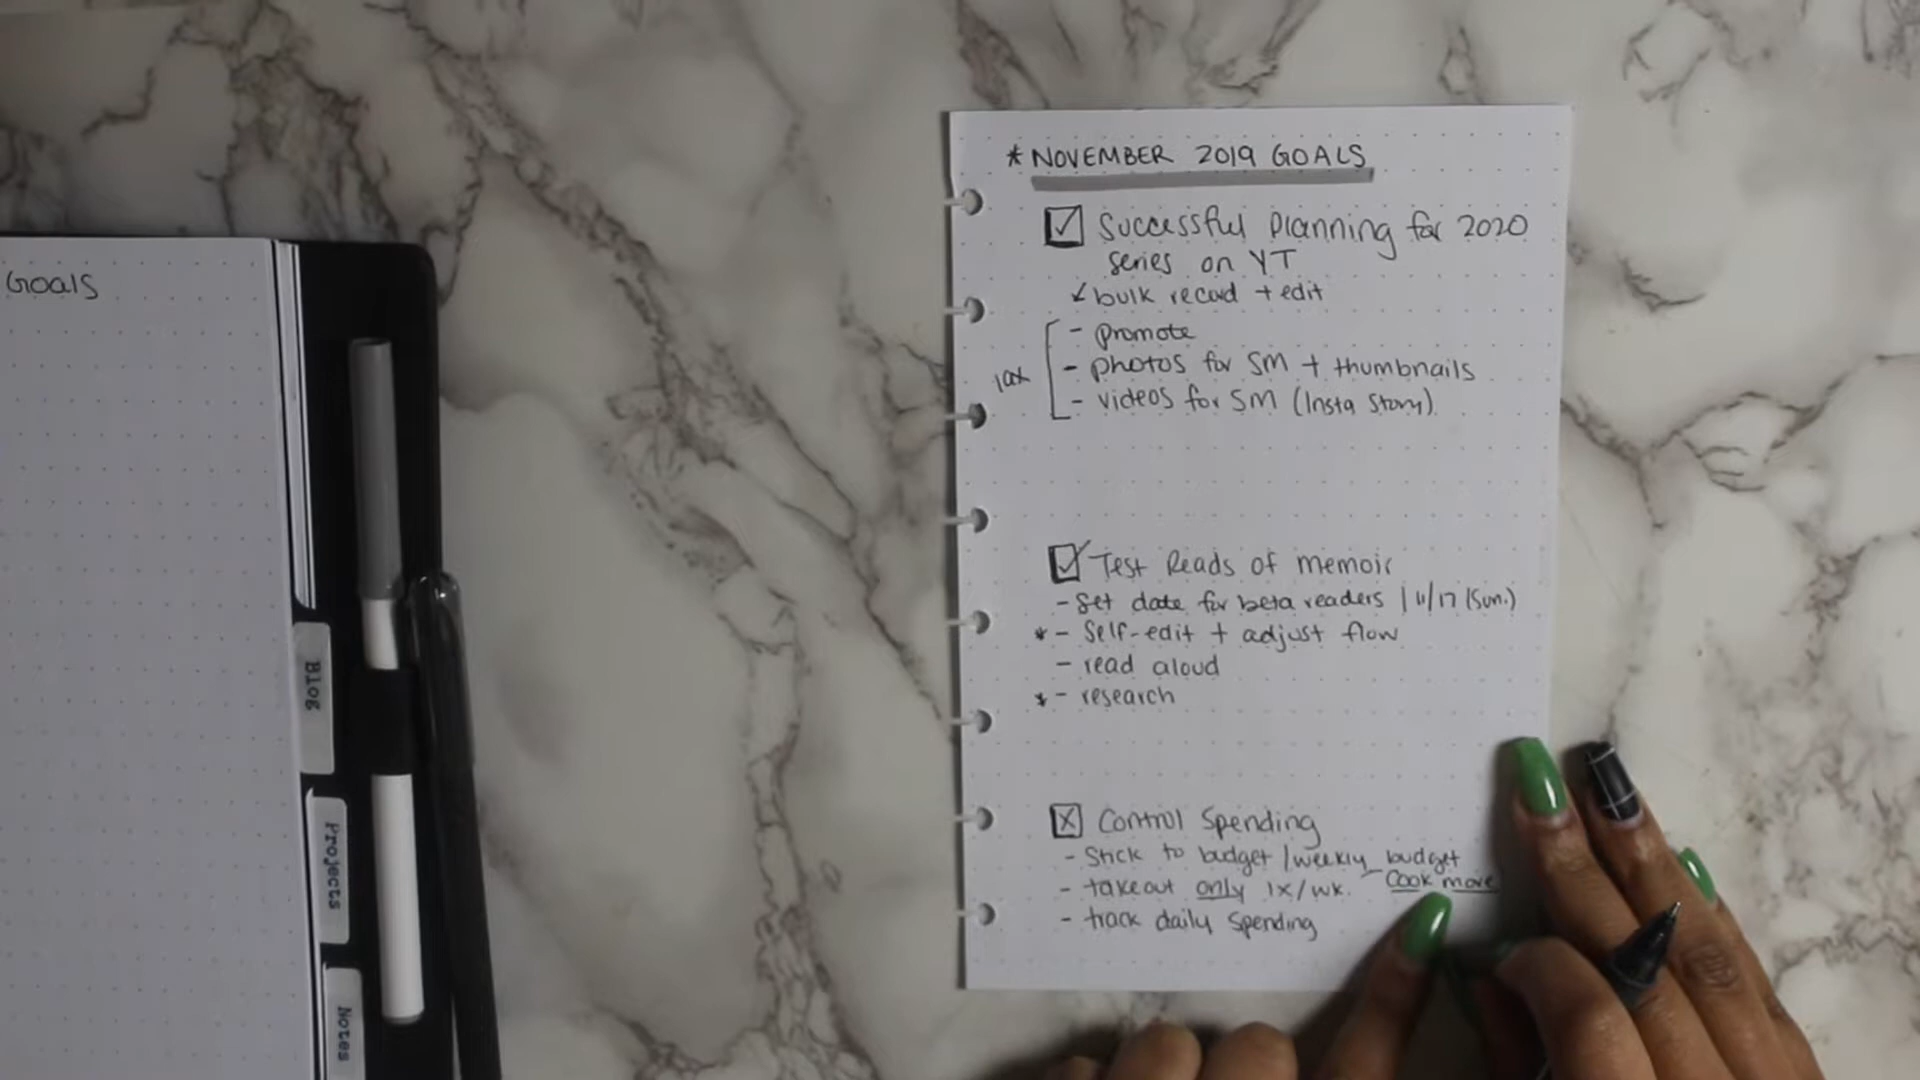 Goals
Blog
Projects
Notes
* NOVEMBER 2019 GOALS
Successful Planning for 2020
series on YT
bulk record + edit
- promote
- photos for SM + thumbnails
- videos for SM (Insta Story)
Test Reads of memoir
- Set date for beta readers | 11/17 (Sun.)
* - Self-edit + adjust flow
- read aloud
* - research
Control Spending
- Stick to budget / weekly budget
- takeout only 1x/wk. - Cook more
- track daily spending